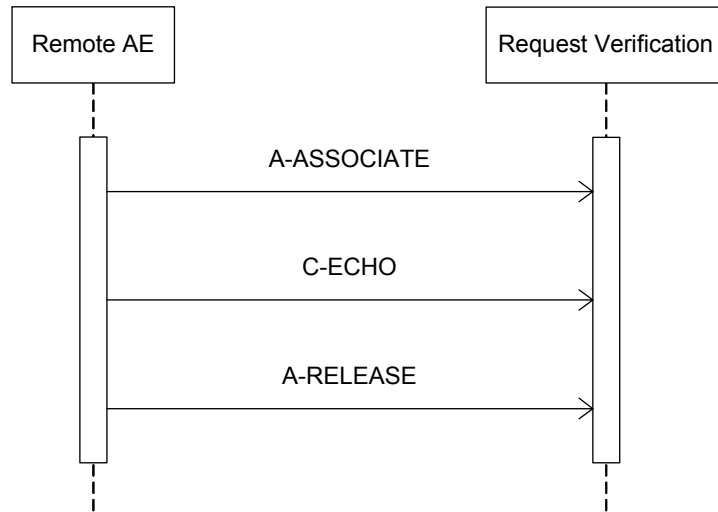 Remote AE
Request Verification
A-ASSOCIATE
C-ECHO
A-RELEASE